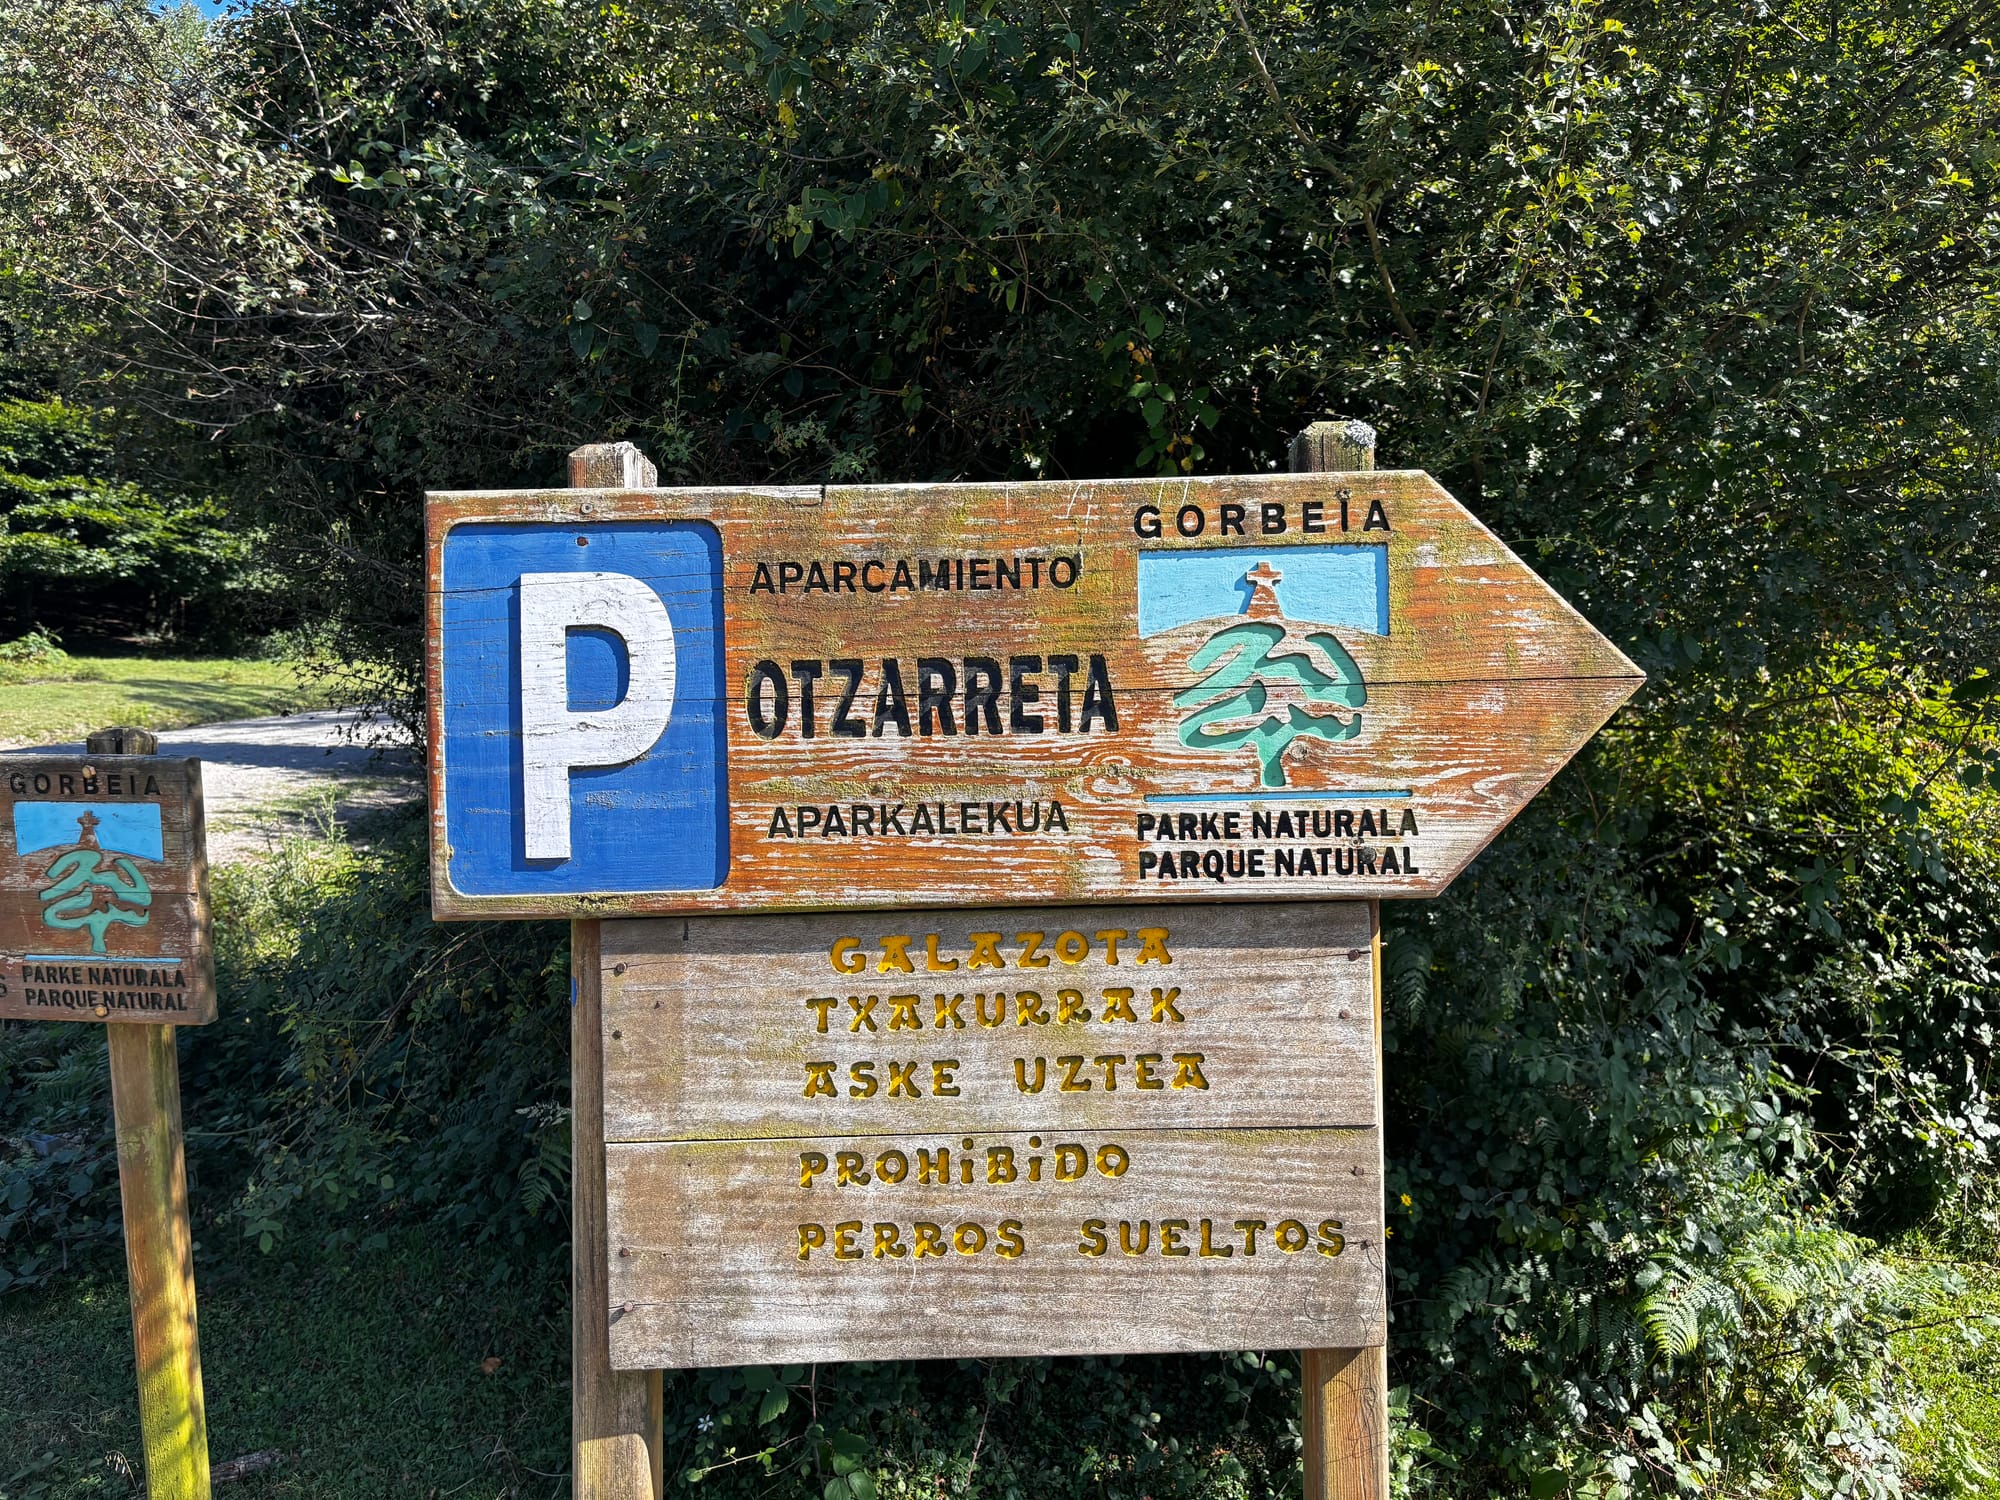 P
APARCAMIENTO
OTZARRETA
APARKALEKUA
GORBEIA
PARKE NATURALA
PARQUE NATURAL
GALAZOTA
TXAKURRAK
ASKE UZTEA
PROHiBiDO
PERROS SUELTOS
GORBEIA
PARKE NATURALA
PARQUE NATURAL